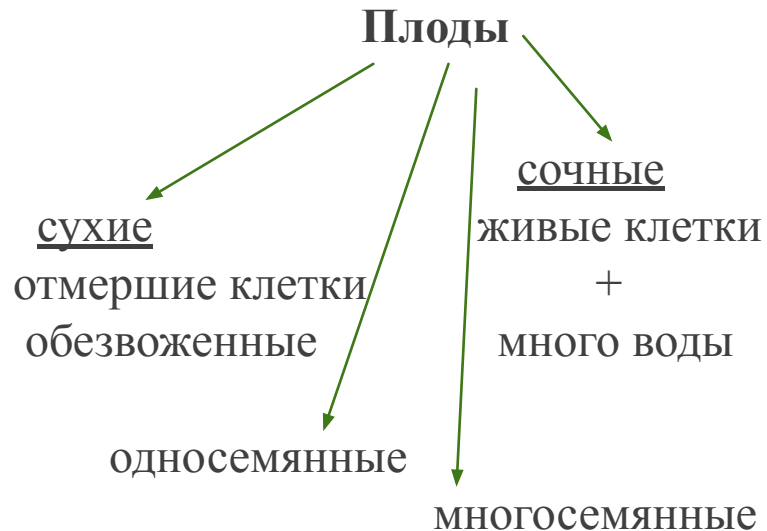 Плоды
сухие
отмершие клетки
обезвоженные
сочные
живые клетки
+
много воды
односемянные
многосемянные